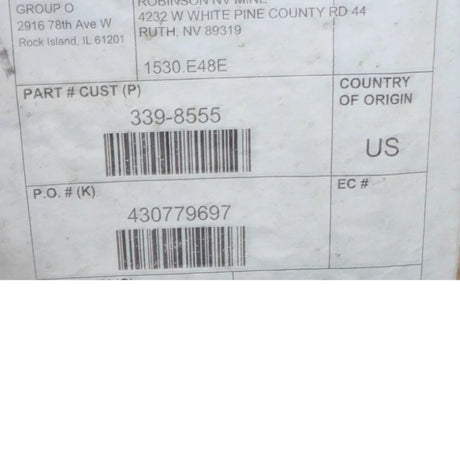 GROUP O
2916 78th Ave W
Rock Island, IL 61201
ROBINSON NV MINE
4232 W WHITE PINE COUNTY RD 44
RUTH, NV 89319
1530.E48E
PART # CUST (P)
339-8555
COUNTRY
OF ORIGIN
US
P.O. # (K)
430779697
EC #